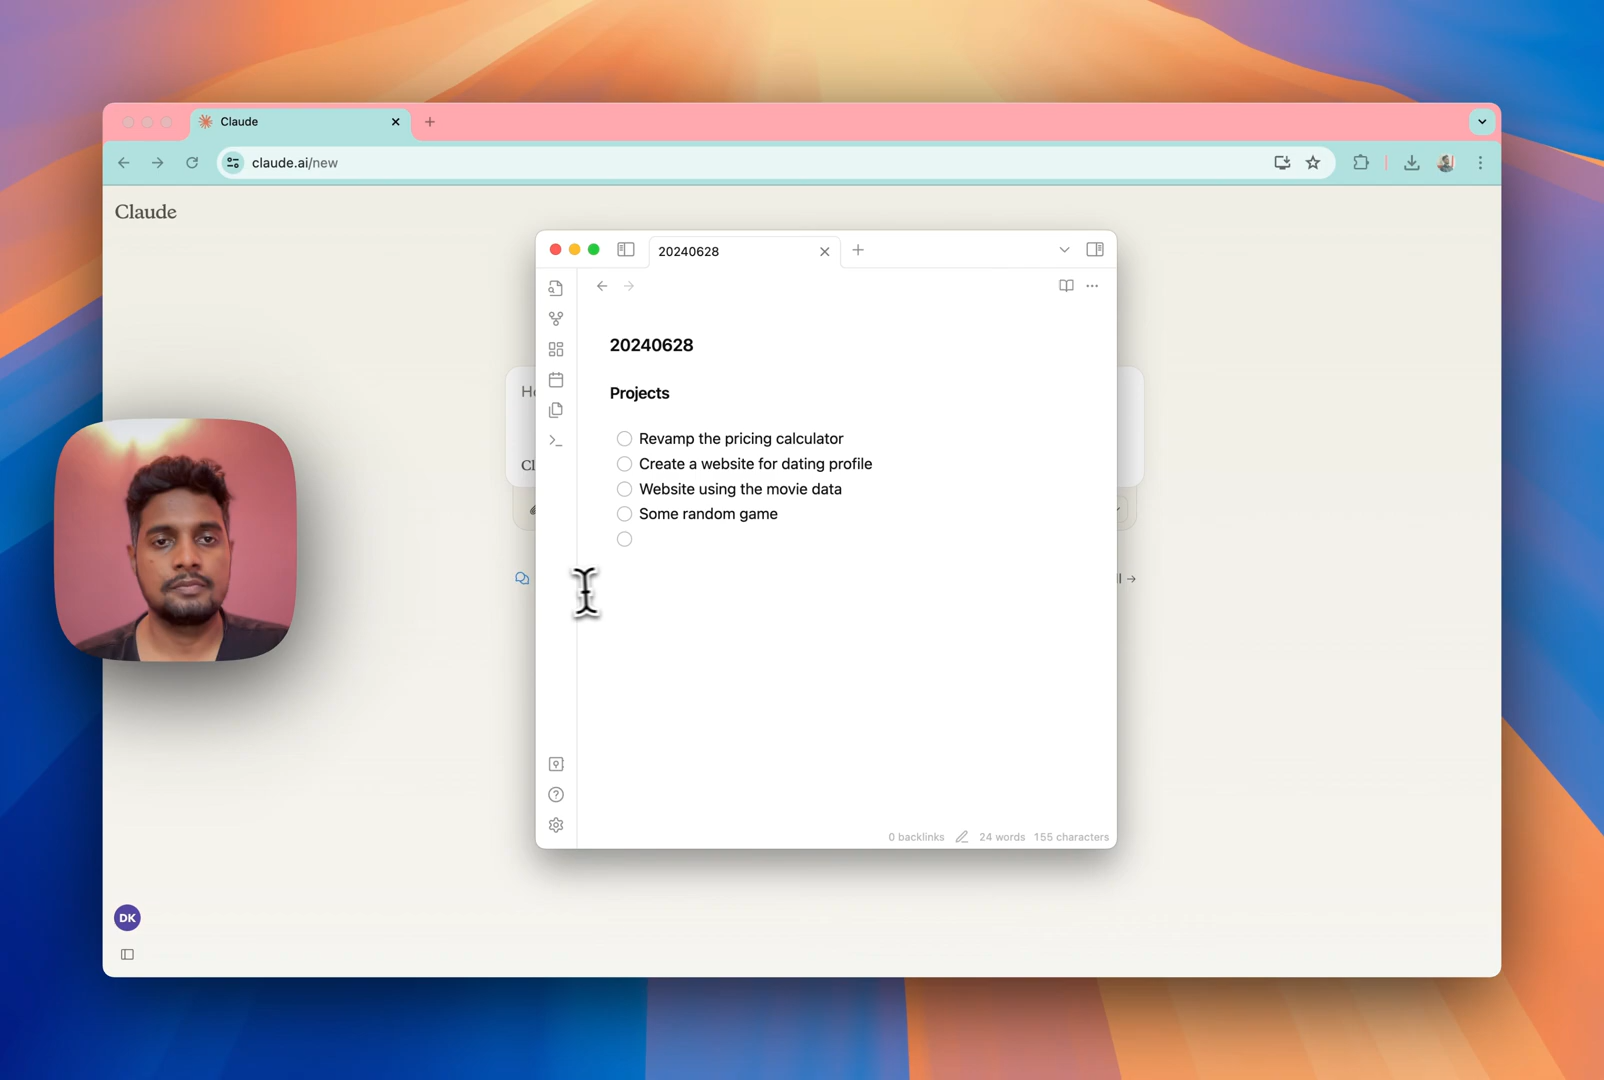 Claude
claude.ai/new
Claude
20240628
20240628
Projects
Revamp the pricing calculator
Create a website for dating profile
Website using the movie data
Some random game
0 backlinks 24 words 155 characters
DK